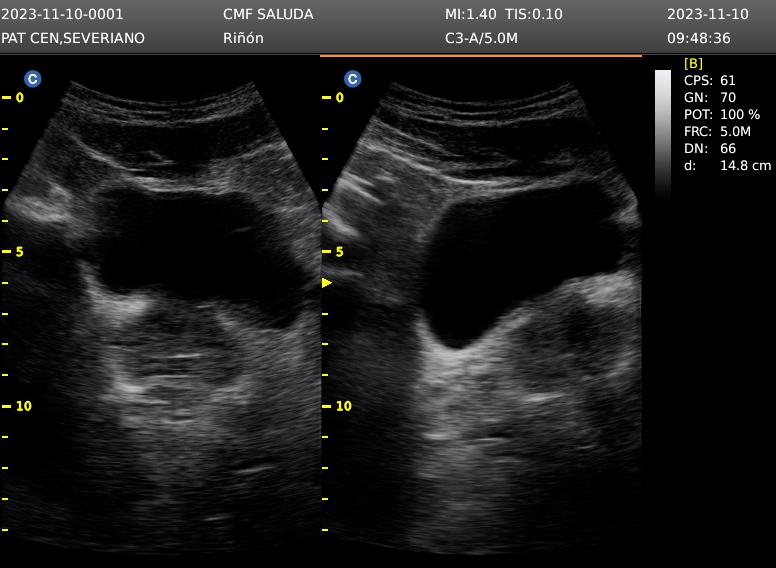 2023-11-10-0001 CMF SALUDA MI:1.40 TIS:0.10 2023-11-10
PAT CEN,SEVERIANO Riñón C3-A/5.0M 09:48:36
[B]
CPS: 61
GN: 70
POT: 100 %
FRC: 5.0M
DN: 66
d: 14.8 cm
C
0
5
10
C
0
5
10